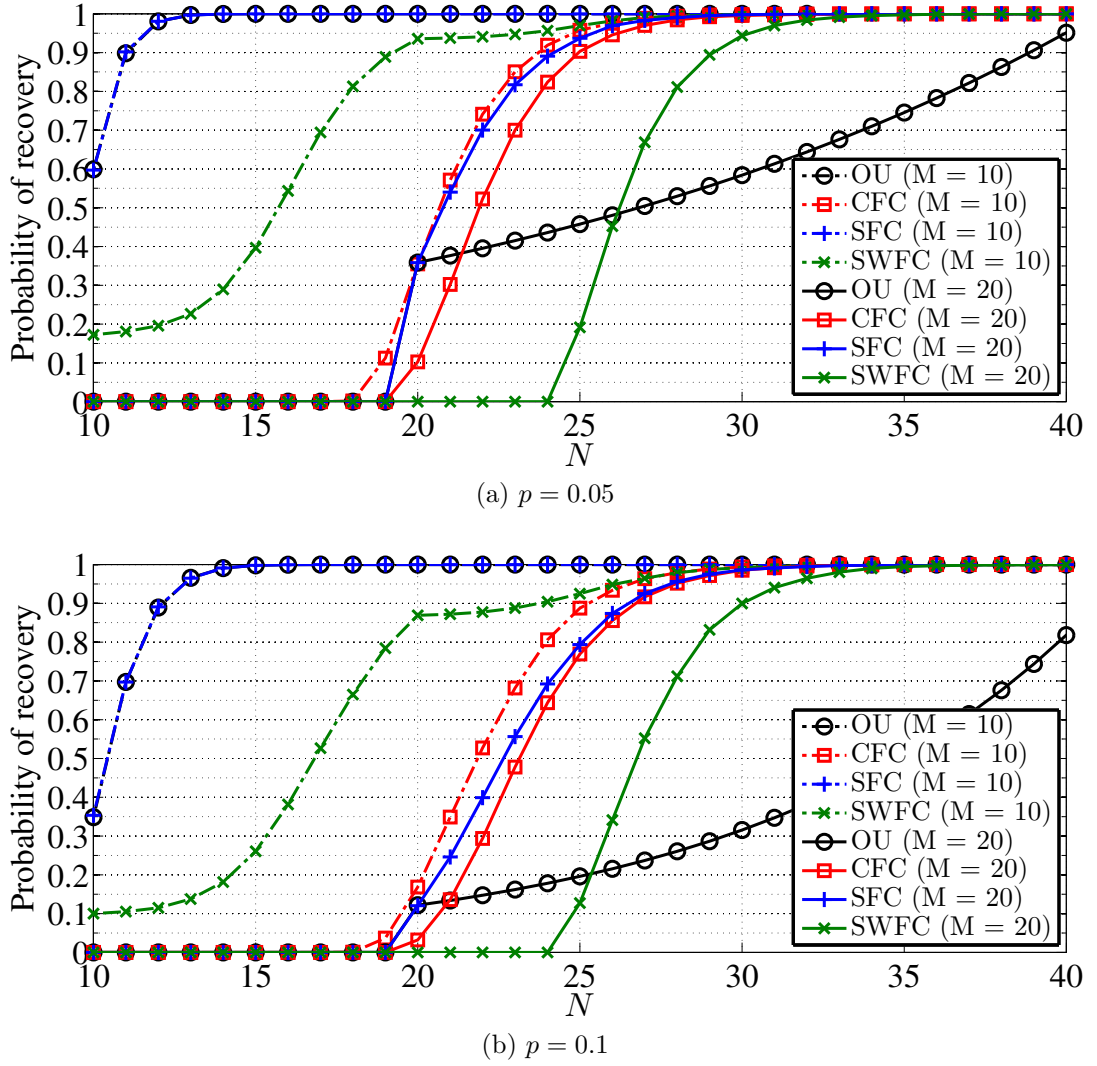 1
0.9
0.8
0.7
0.6
0.5
0.4
0.3
0.2
0.1
0
Probability of recovery
OU (M = 10)
CFC (M = 10)
SFC (M = 10)
SWFC (M = 10)
OU (M = 20)
CFC (M = 20)
SFC (M = 20)
SWFC (M = 20)
10 15 20 25 30 35 40
N
(a) p = 0.05
1
0.9
0.8
0.7
0.6
0.5
0.4
0.3
0.2
0.1
0
Probability of recovery
OU (M = 10)
CFC (M = 10)
SFC (M = 10)
SWFC (M = 10)
OU (M = 20)
CFC (M = 20)
SFC (M = 20)
SWFC (M = 20)
10 15 20 25 30 35 40
N
(b) p = 0.1